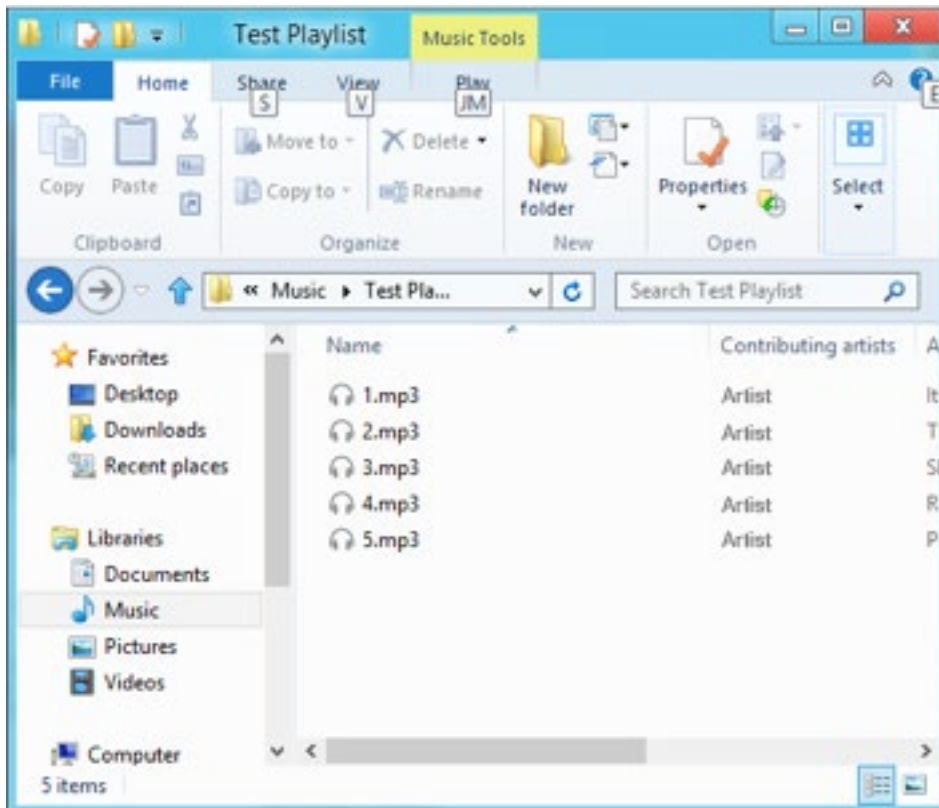 Test Playlist
Music Tools
File Home Share View Play
S V JM E
Move to Delete
Copy to Rename
Copy Paste New folder Properties Select
Clipboard Organize New Open
« Music Test Pla... Search Test Playlist
Name Contributing artists A
Favorites
Desktop
Downloads
Recent places
Libraries
Documents
Music
Pictures
Videos
Computer
1.mp3 Artist It
2.mp3 Artist T
3.mp3 Artist
4.mp3 Artist R
5.mp3 Artist P
5 items